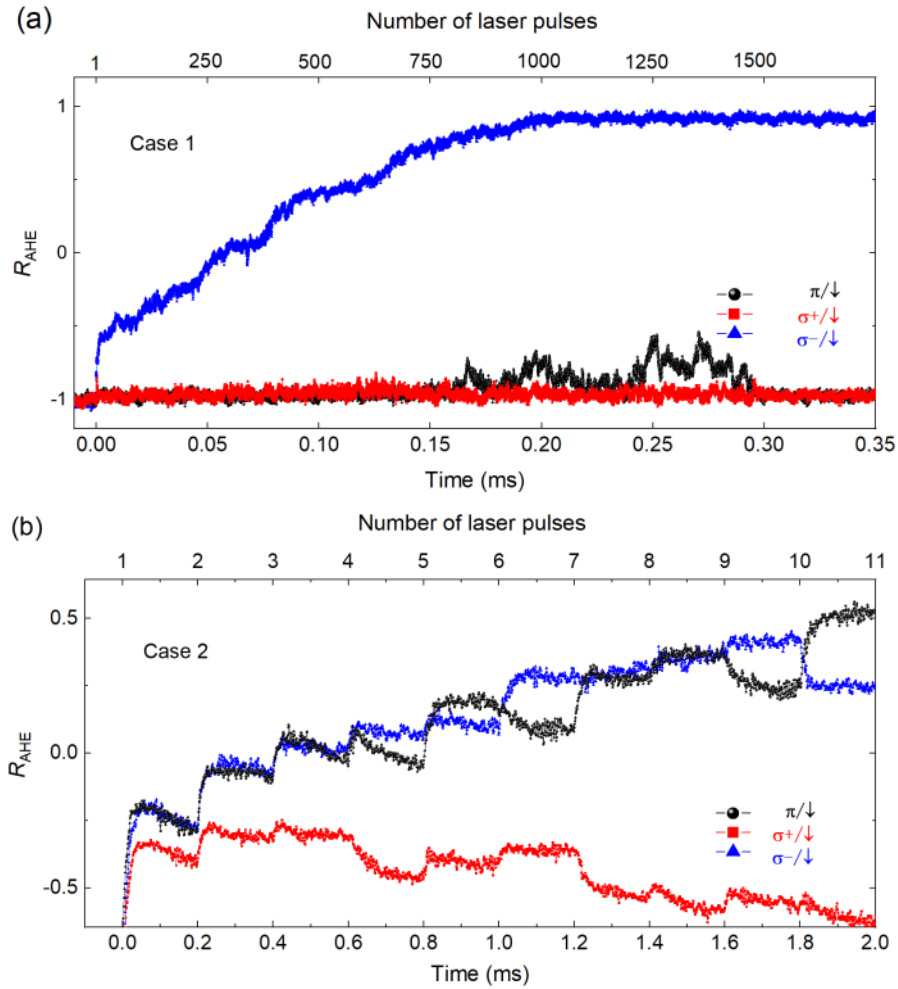 (a)
Number of laser pulses
1 250 500 750 1000 1250 1500
1
0
-1
R_AHE
Case 1
π/↓
σ+/↓
σ−/↓
0.00 0.05 0.10 0.15 0.20 0.25 0.30 0.35
Time (ms)
(b)
Number of laser pulses
1 2 3 4 5 6 7 8 9 10 11
0.5
0.0
-0.5
R_AHE
Case 2
π/↓
σ+/↓
σ−/↓
0.0 0.2 0.4 0.6 0.8 1.0 1.2 1.4 1.6 1.8 2.0
Time (ms)